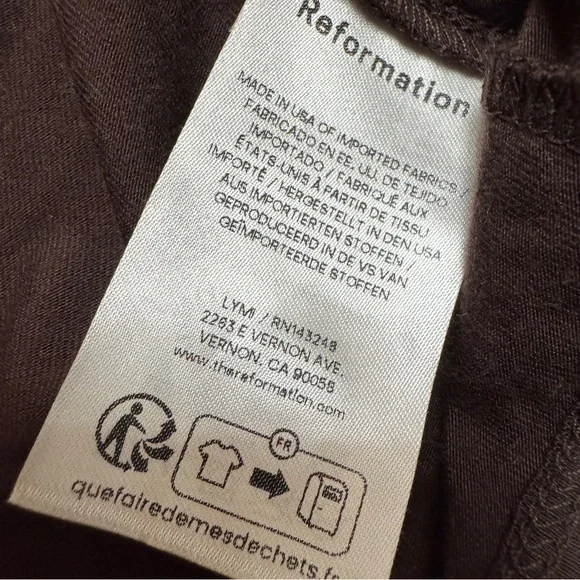 Reformation
MADE IN USA OF IMPORTED FABRICS /
FABRICADO EN EE. UU. DE TEJIDO
IMPORTADO / FABRIQUÉ AUX
ÉTATS-UNIS À PARTIR DE TISSU
IMPORTÉ / HERGESTELLT IN DEN USA
AUS IMPORTIERTEN STOFFEN /
GEPRODUCEERD IN DE VS VAN
GEÏMPORTEERDE STOFFEN
LYMI / RN143248
2263 E VERNON AVE.
VERNON, CA 90058
www.thereformation.com
FR
quefairedemesdechets.fr